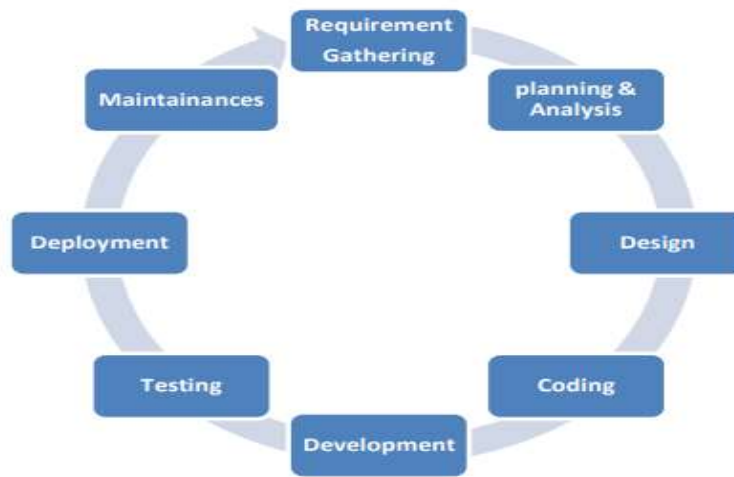 Requirement
Gathering
planning &
Analysis
Design
Coding
Development
Testing
Deployment
Maintainances